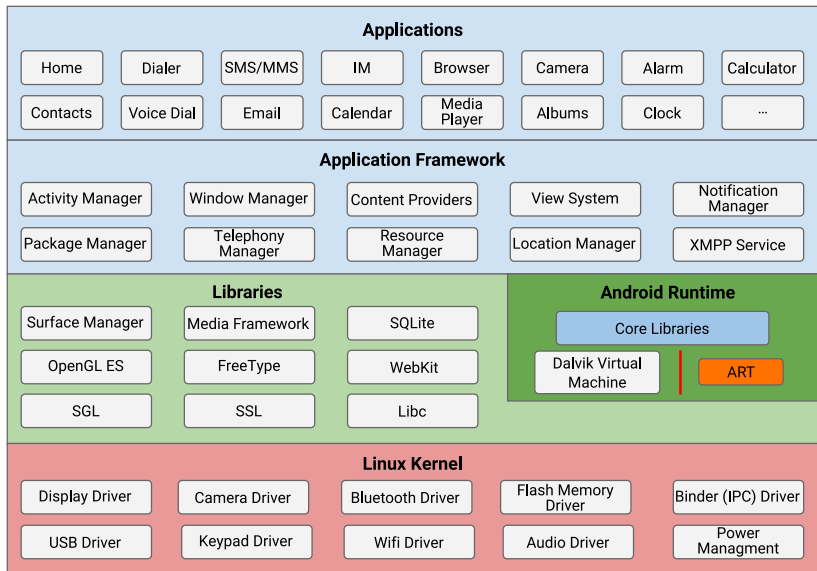 Applications
Home
Dialer
SMS/MMS
IM
Browser
Camera
Alarm
Calculator
Contacts
Voice Dial
Email
Calendar
Media
Player
Albums
Clock
...
Application Framework
Activity Manager
Window Manager
Content Providers
View System
Notification
Manager
Package Manager
Telephony
Manager
Resource
Manager
Location Manager
XMPP Service
Libraries
Surface Manager
Media Framework
SQLite
OpenGL ES
FreeType
WebKit
SGL
SSL
Libc
Android Runtime
Core Libraries
Dalvik Virtual
Machine
ART
Linux Kernel
Display Driver
Camera Driver
Bluetooth Driver
Flash Memory
Driver
Binder (IPC) Driver
USB Driver
Keypad Driver
Wifi Driver
Audio Driver
Power
Managment